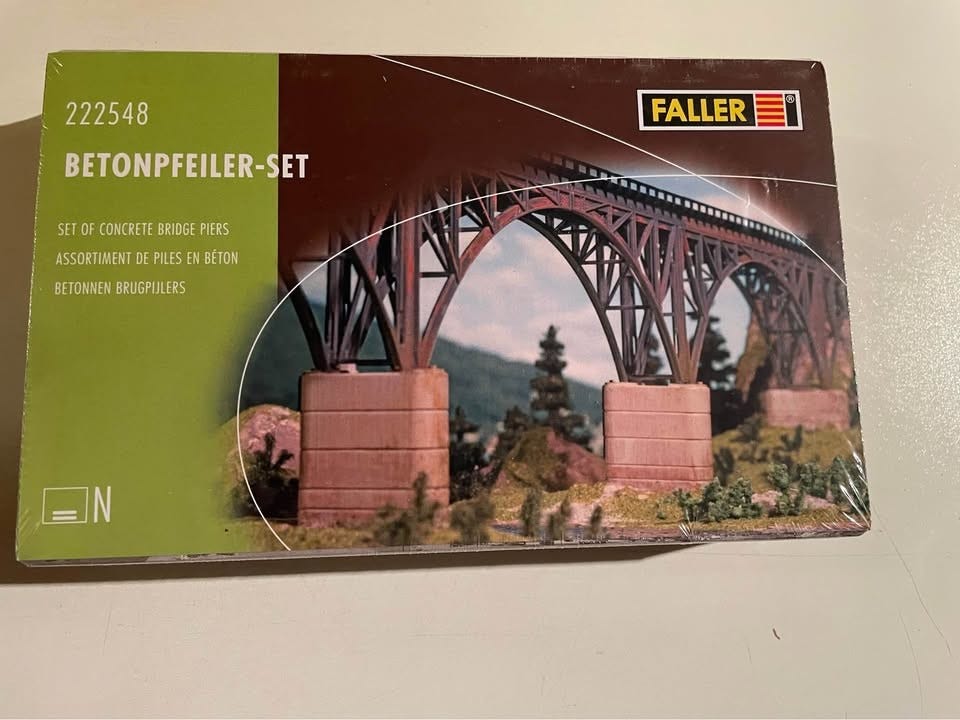 222548
BETONPFEILER-SET
SET OF CONCRETE BRIDGE PIERS
ASSORTIMENT DE PILES EN BÉTON
BETONNEN BRUGPIJLERS
N
FALLER®